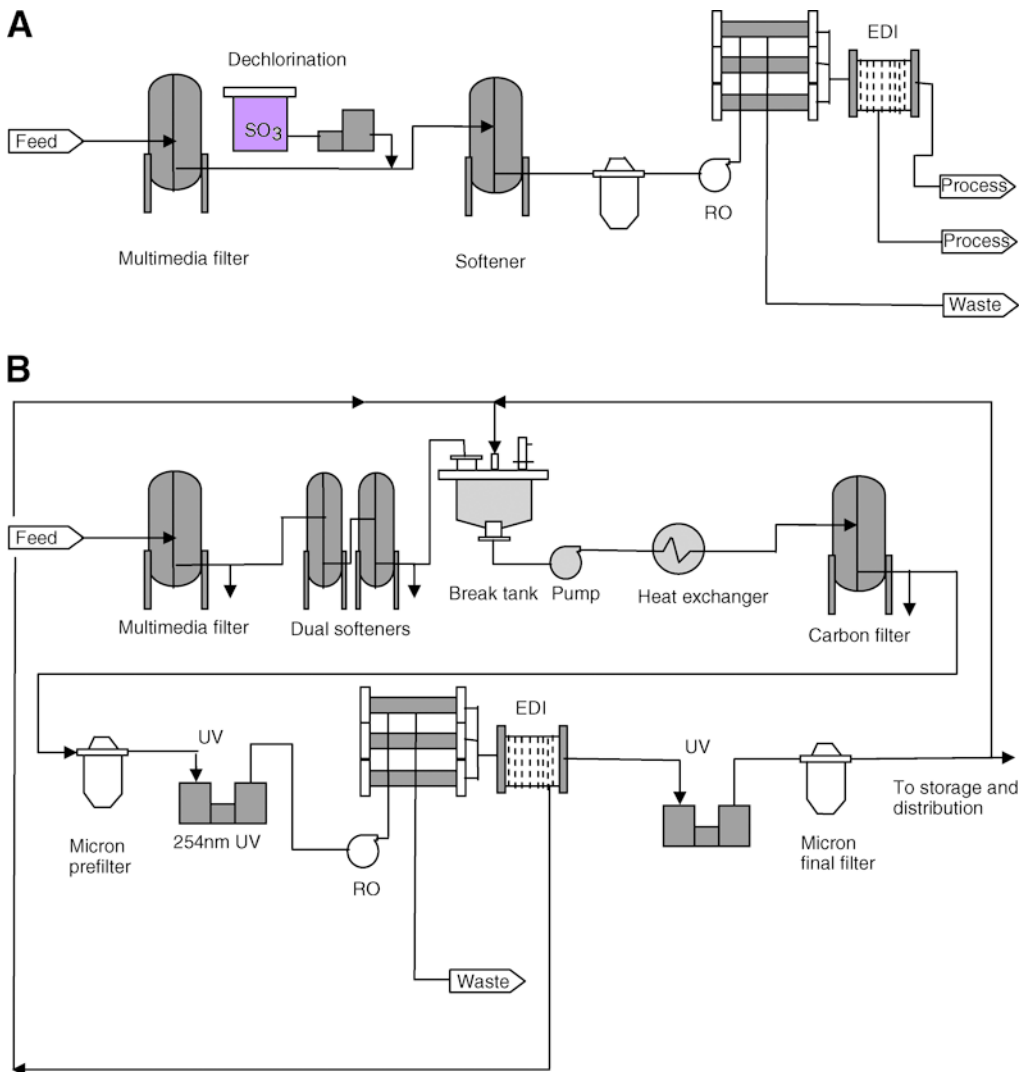 A
Dechlorination
EDI
SO3
Feed
Process
RO
Process
Multimedia filter
Softener
Waste
B
Feed
Break tank
Pump
Heat exchanger
Multimedia filter
Dual softeners
Carbon filter
EDI
UV
UV
To storage and
distribution
Micron
prefilter
254nm UV
Micron
final filter
RO
Waste